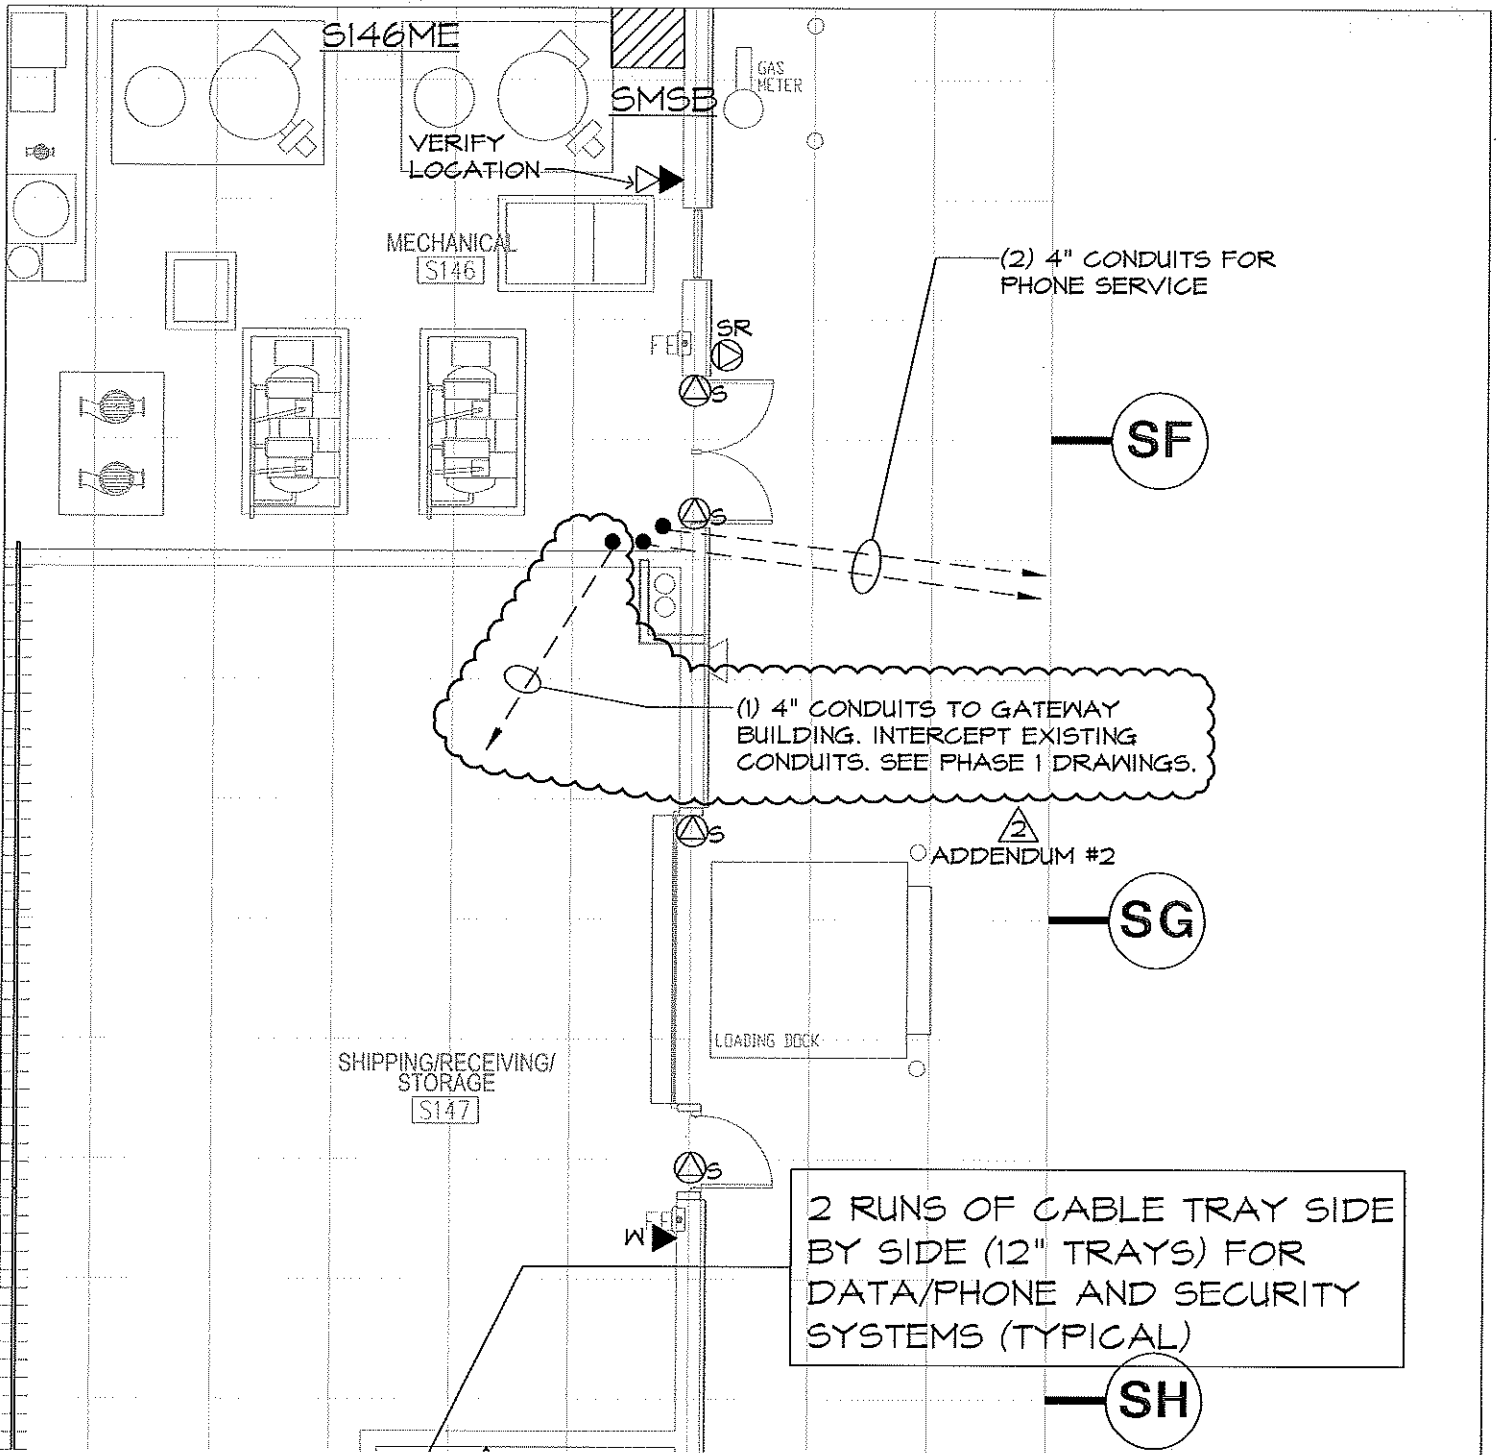 S146ME
SMSB
GAS
METER
VERIFY
LOCATION
MECHANICAL
S146
(2) 4" CONDUITS FOR
PHONE SERVICE
SR
FE
S
SF
S
(1) 4" CONDUITS TO GATEWAY
BUILDING. INTERCEPT EXISTING
CONDUITS. SEE PHASE 1 DRAWINGS.
S
2
ADDENDUM #2
SG
LOADING DOCK
SHIPPING/RECEIVING/
STORAGE
S147
S
FE
W
2 RUNS OF CABLE TRAY SIDE
BY SIDE (12" TRAYS) FOR
DATA/PHONE AND SECURITY
SYSTEMS (TYPICAL)
SH